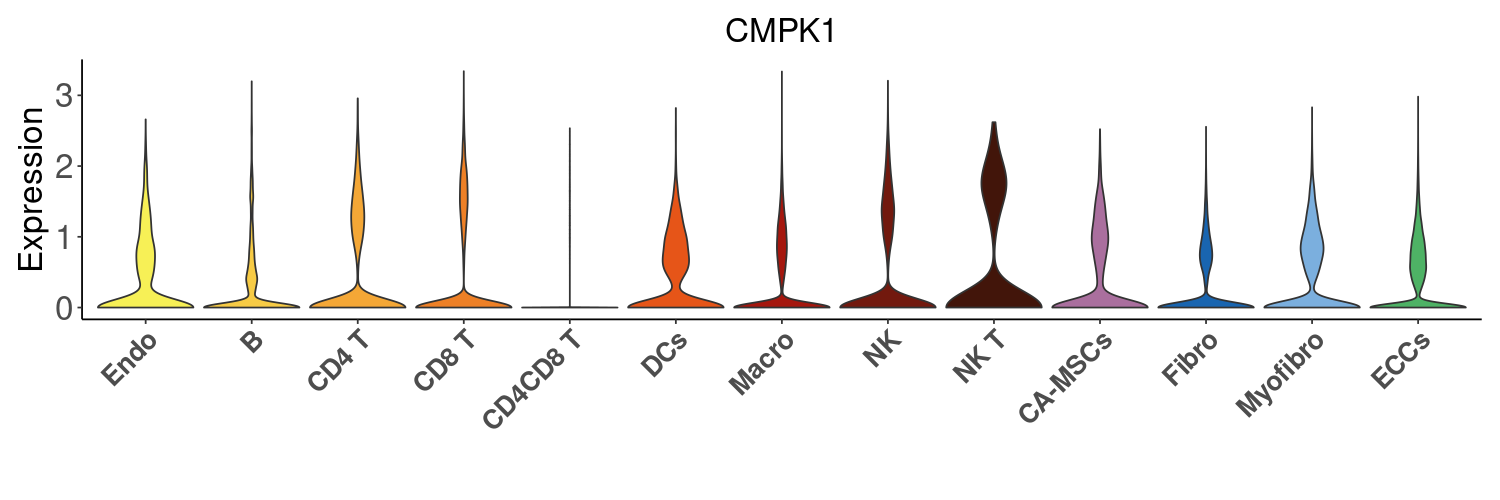 CMPK1
Expression
3
2
1
0
Endo
B
CD4 T
CD8 T
CD4CD8 T
DCs
Macro
NK
NK T
CA-MSCs
Fibro
Myofibro
ECCs